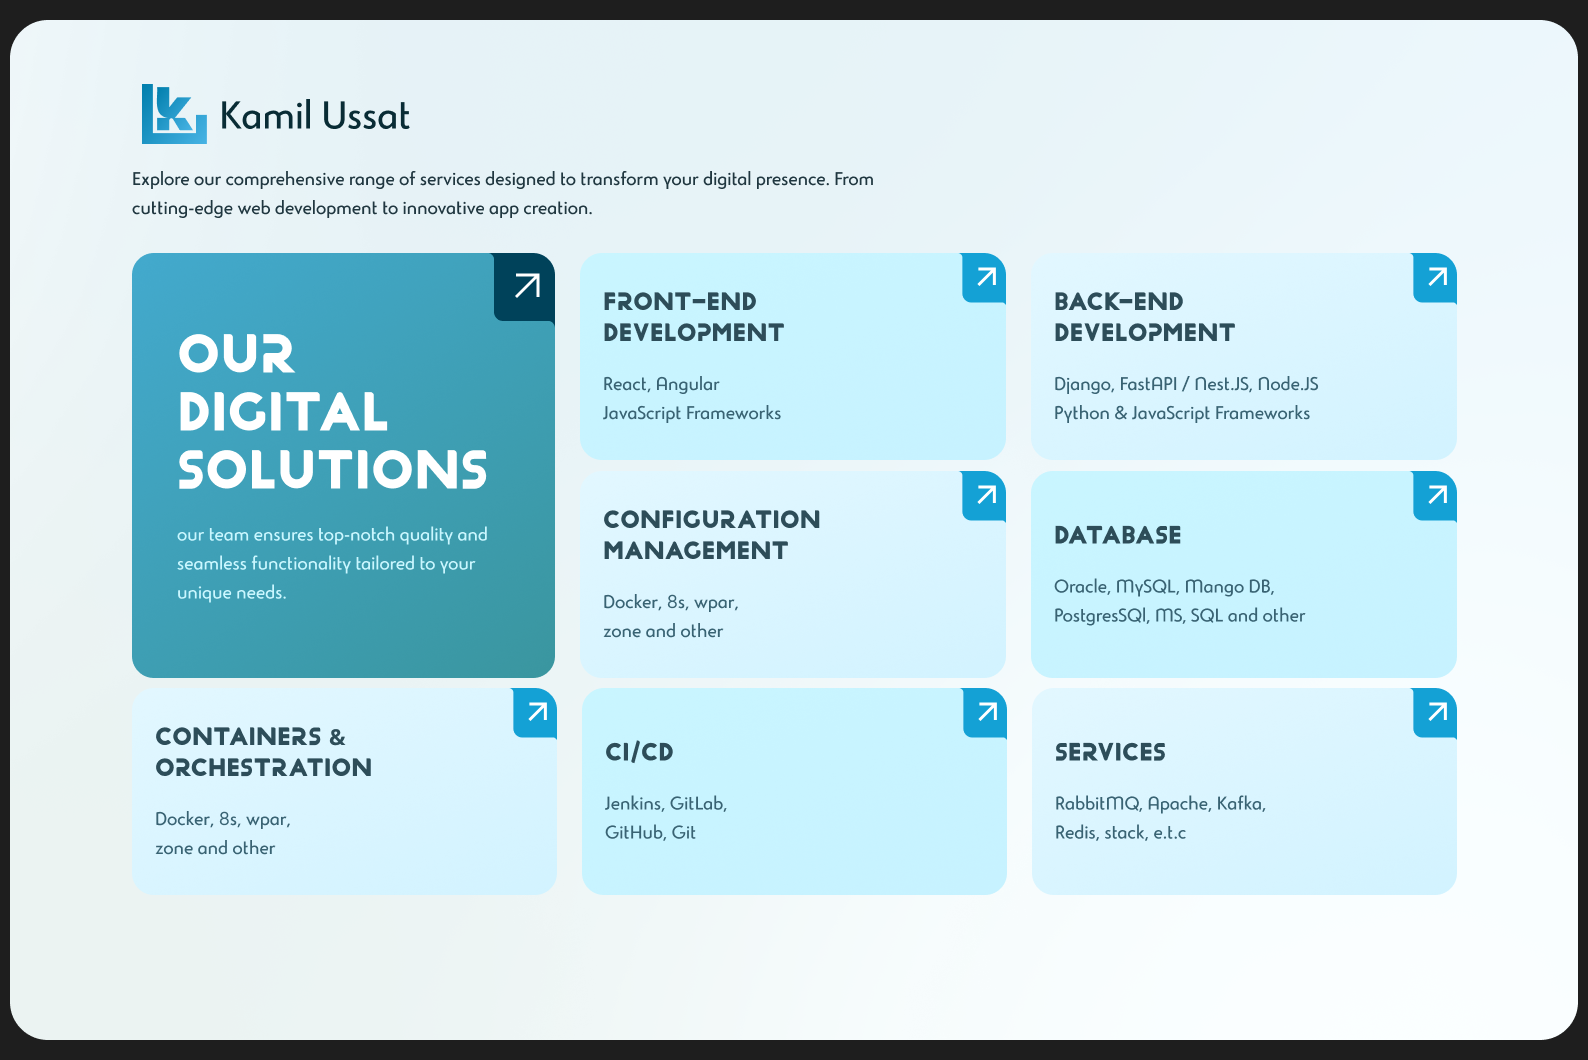 Kamil Ussat
Explore our comprehensive range of services designed to transform your digital presence. From
cutting-edge web development to innovative app creation.
OUR
DIGITAL
SOLUTIONS
our team ensures top-notch quality and
seamless functionality tailored to your
unique needs.
FRONT-END
DEVELOPMENT
React, Angular
JavaScript Frameworks
BACK-END
DEVELOPMENT
Django, FastAPI / Nest.JS, Node.JS
Python & JavaScript Frameworks
CONFIGURATION
MANAGEMENT
Docker, 8s, wpar,
zone and other
DATABASE
Oracle, MySQL, Mango DB,
PostgresSQl, MS, SQL and other
CONTAINERS &
ORCHESTRATION
Docker, 8s, wpar,
zone and other
CI/CD
Jenkins, GitLab,
GitHub, Git
SERVICES
RabbitMQ, Apache, Kafka,
Redis, stack, e.t.c